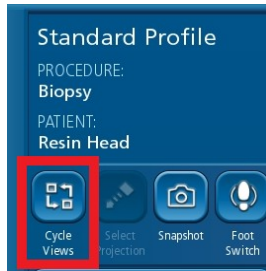 Standard Profile
PROCEDURE:
Biopsy
PATIENT:
Resin Head
Cycle Views
Select Projection
Snapshot
Foot Switch